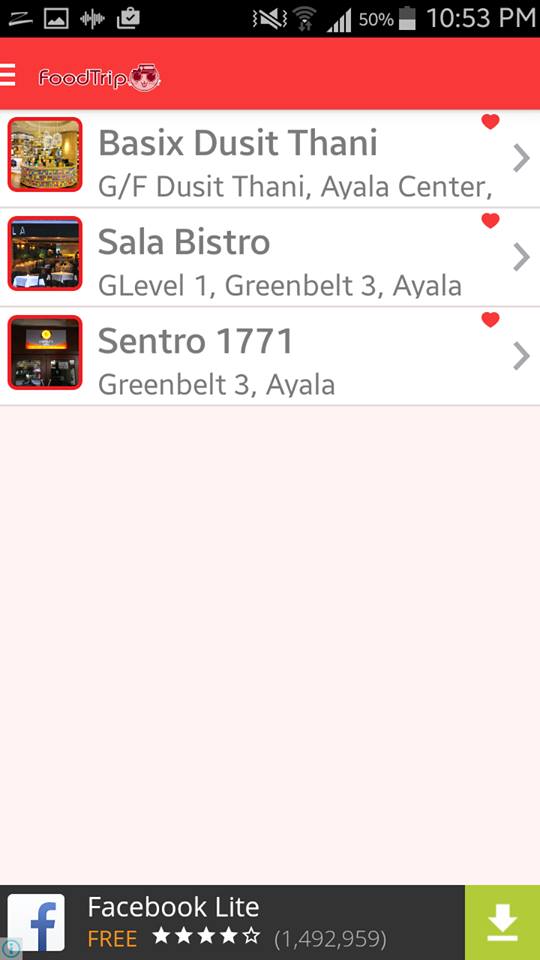 50% 10:53 PM
FoodTrip
Basix Dusit Thani
G/F Dusit Thani, Ayala Center,
Sala Bistro
GLevel 1, Greenbelt 3, Ayala
Sentro 1771
Greenbelt 3, Ayala
Facebook Lite
FREE (1,492,959)